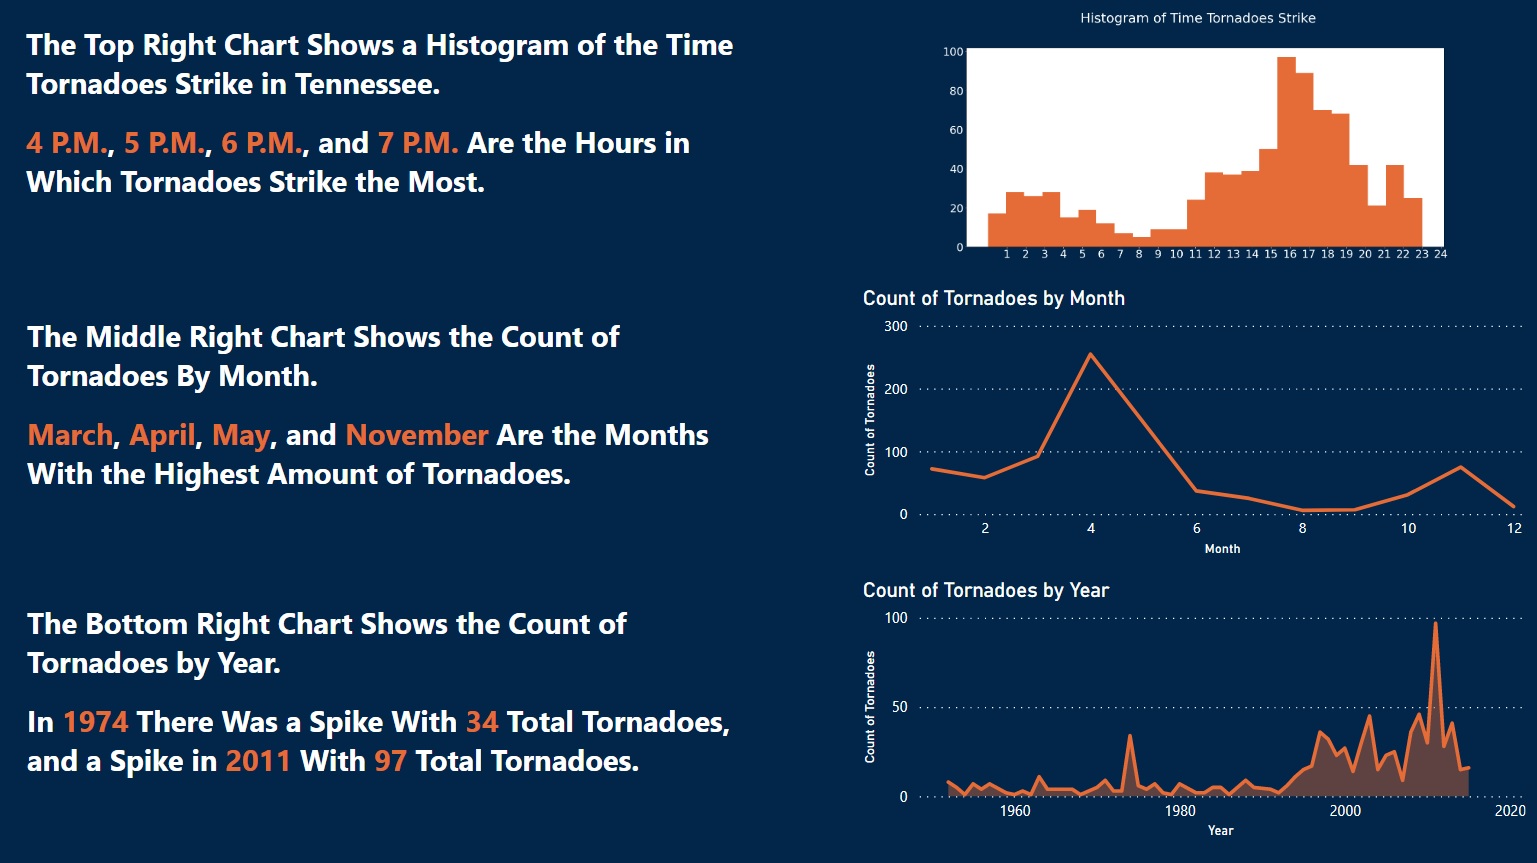 The Top Right Chart Shows a Histogram of the Time
Tornadoes Strike in Tennessee.
4 P.M., 5 P.M., 6 P.M., and 7 P.M. Are the Hours in
Which Tornadoes Strike the Most.
Histogram of Time Tornadoes Strike
100
80
60
40
20
0
1 2 3 4 5 6 7 8 9 10 11 12 13 14 15 16 17 18 19 20 21 22 23 24
The Middle Right Chart Shows the Count of
Tornadoes By Month.
March, April, May, and November Are the Months
With the Highest Amount of Tornadoes.
Count of Tornadoes by Month
Count of Tornadoes
300
200
100
0
2 4 6 8 10 12
Month
The Bottom Right Chart Shows the Count of
Tornadoes by Year.
In 1974 There Was a Spike With 34 Total Tornadoes,
and a Spike in 2011 With 97 Total Tornadoes.
Count of Tornadoes by Year
Count of Tornadoes
100
50
0
1960 1980 2000 2020
Year